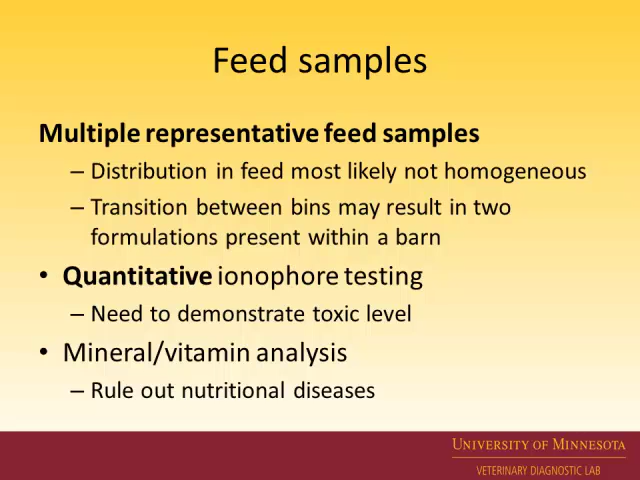 Feed samples
Multiple representative feed samples
– Distribution in feed most likely not homogeneous
– Transition between bins may result in two
formulations present within a barn
• Quantitative ionophore testing
– Need to demonstrate toxic level
• Mineral/vitamin analysis
– Rule out nutritional diseases
UNIVERSITY OF MINNESOTA
VETERINARY DIAGNOSTIC LAB